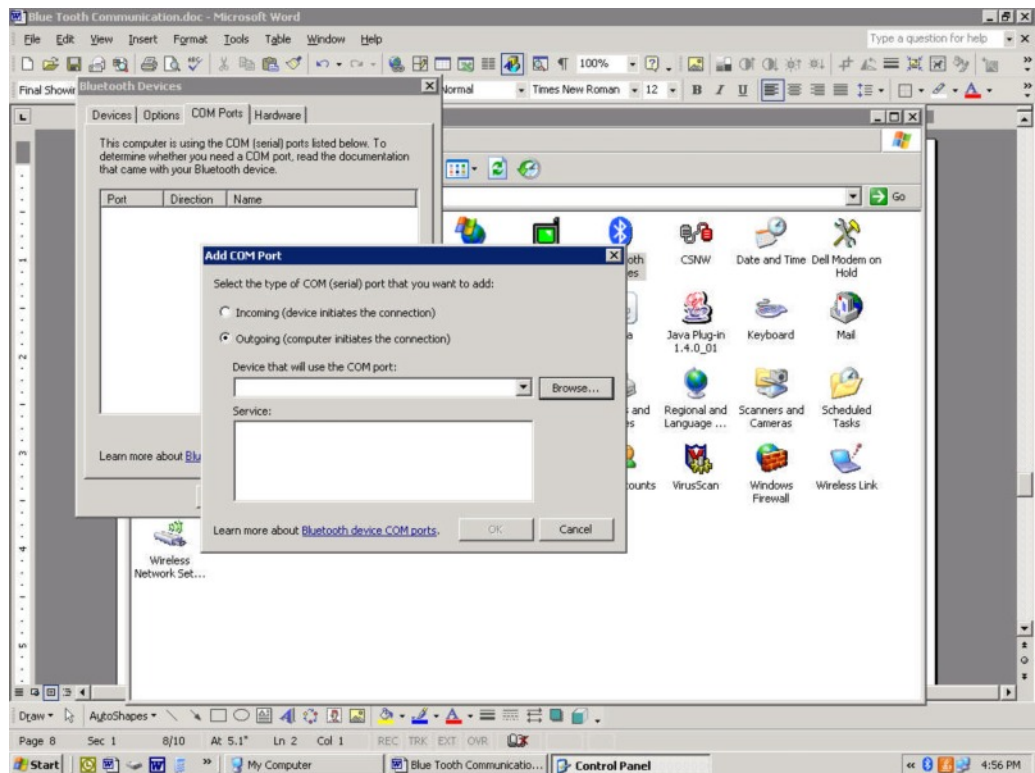 Blue Tooth Communication.doc - Microsoft Word
File Edit View Insert Format Tools Table Window Help
Type a question for help
100%
Final Showin
Normal
Times New Roman
12
B I U
Bluetooth Devices
Devices Options COM Ports Hardware
This computer is using the COM (serial) ports listed below. To
determine whether you need a COM port, read the documentation
that came with your Bluetooth device.
Port Direction Name
Learn more about Blu
Go
CSNW
Date and Time
Dell Modem on
Hold
Java Plug-in
1.4.0_01
Keyboard
Mail
Regional and
Language ...
Scanners and
Cameras
Scheduled
Tasks
ounts
VirusScan
Windows
Firewall
Wireless Link
Wireless
Network Set...
Add COM Port
Select the type of COM (serial) port that you want to add:
Incoming (device initiates the connection)
Outgoing (computer initiates the connection)
Device that will use the COM port:
Browse...
Service:
Learn more about Bluetooth device COM ports.
OK
Cancel
Draw AutoShapes
Page 8 Sec 1 8/10 At 5.1" Ln 2 Col 1 REC TRK EXT OVR
Start
My Computer
Blue Tooth Communicatio...
Control Panel
4:56 PM